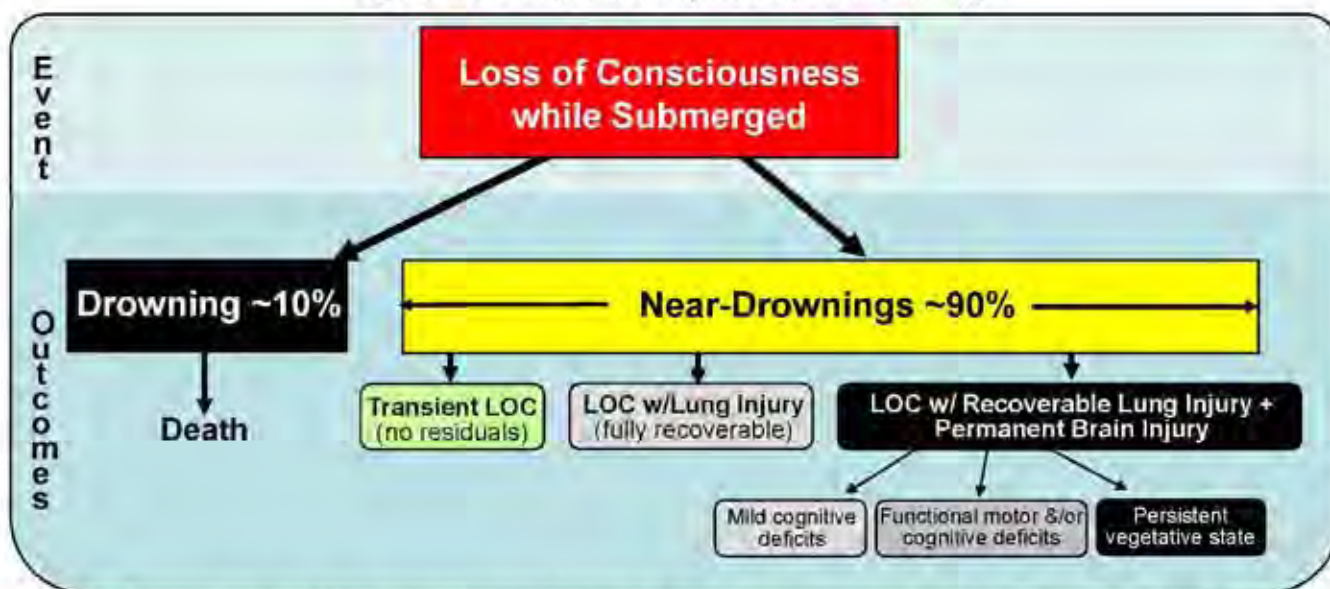 Event
Loss of Consciousness
while Submerged
Outcomes
Drowning ~10%
Near-Drownings ~90%
Death
Transient LOC
(no residuals)
LOC w/Lung Injury
(fully recoverable)
LOC w/ Recoverable Lung Injury +
Permanent Brain Injury
Mild cognitive
deficits
Functional motor &/or
cognitive deficits
Persistent
vegetative state